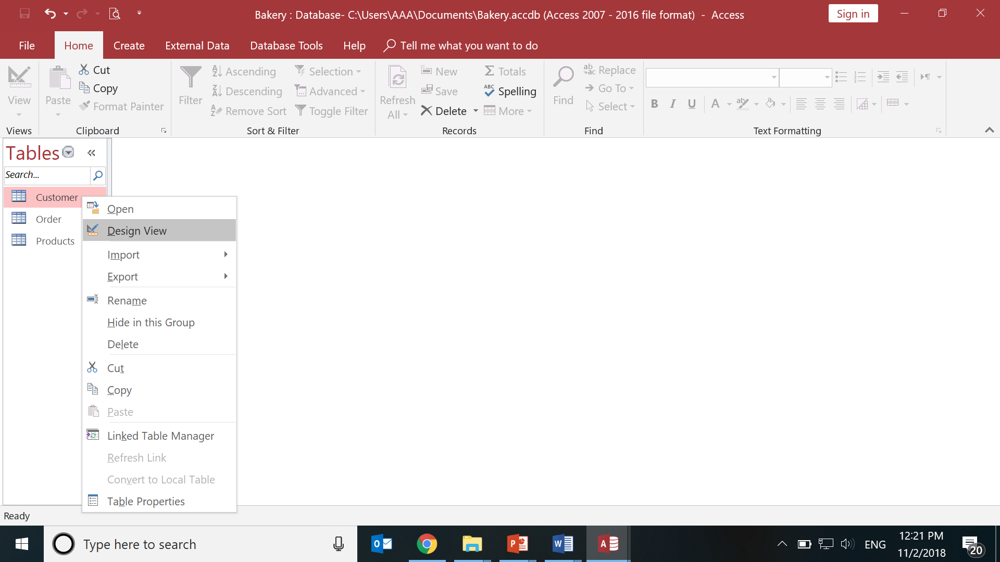 Bakery : Database- C:\Users\AAA\Documents\Bakery.accdb (Access 2007 - 2016 file format) - Access
Sign in
File
Home
Create
External Data
Database Tools
Help
Tell me what you want to do
View
Views
Paste
Cut
Copy
Format Painter
Clipboard
Filter
Ascending
Descending
Remove Sort
Selection
Advanced
Toggle Filter
Sort & Filter
Refresh
All
New
Save
Delete
Totals
Spelling
More
Records
Find
Replace
Go To
Select
Find
B I U A
Text Formatting
Tables
Search...
Customer
Order
Products
Open
Design View
Import
Export
Rename
Hide in this Group
Delete
Cut
Copy
Paste
Linked Table Manager
Refresh Link
Convert to Local Table
Table Properties
Ready
Type here to search
ENG
12:21 PM
11/2/2018
20